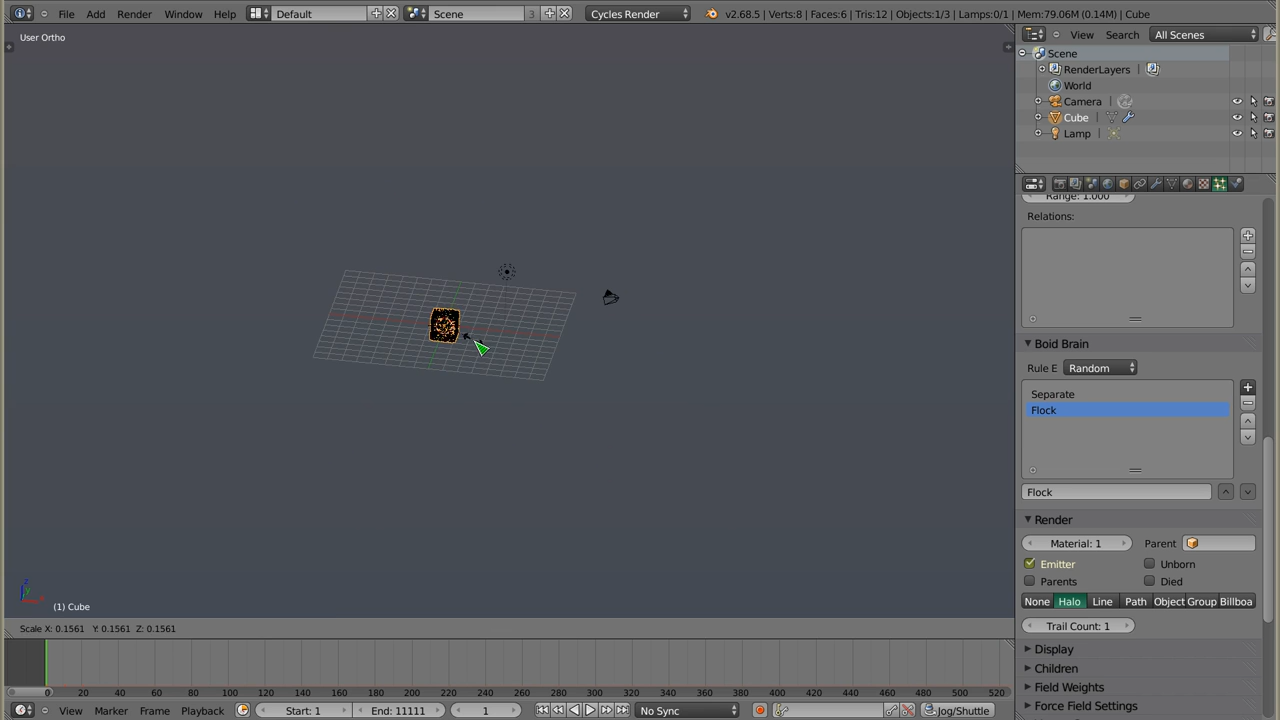 File Add Render Window Help Default Scene 3 Cycles Render v2.68.5 | Verts:8 | Faces:6 | Tris:12 | Objects:1/3 | Lamps:0/1 | Mem:79.06M (0.14M) | Cube
User Ortho
View Search All Scenes
Scene
RenderLayers
World
Camera
Cube
Lamp
Range: 1.000
Relations:
Boid Brain
Rule E Random
Separate
Flock
Flock
Render
Material: 1 Parent
Emitter Unborn
Parents Died
None Halo Line Path Object Group Billboa
Trail Count: 1
Display
Children
Field Weights
Force Field Settings
(1) Cube
Scale X: 0.1561 Y: 0.1561 Z: 0.1561
0 20 40 60 80 100 120 140 160 180 200 220 240 260 280 300 320 340 360 380 400 420 440 460 480 500 520
View Marker Frame Playback Start: 1 End: 11111 1 No Sync Jog/Shuttle